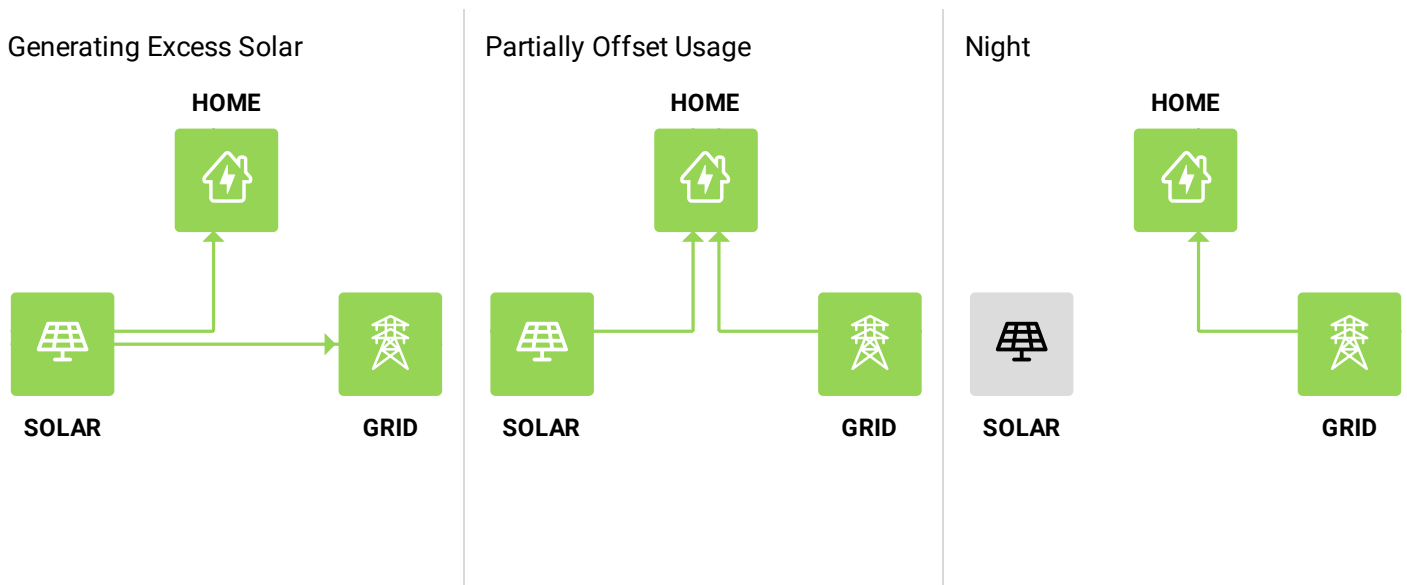 Generating Excess Solar
HOME
SOLAR
GRID
Partially Offset Usage
HOME
SOLAR
GRID
Night
HOME
SOLAR
GRID